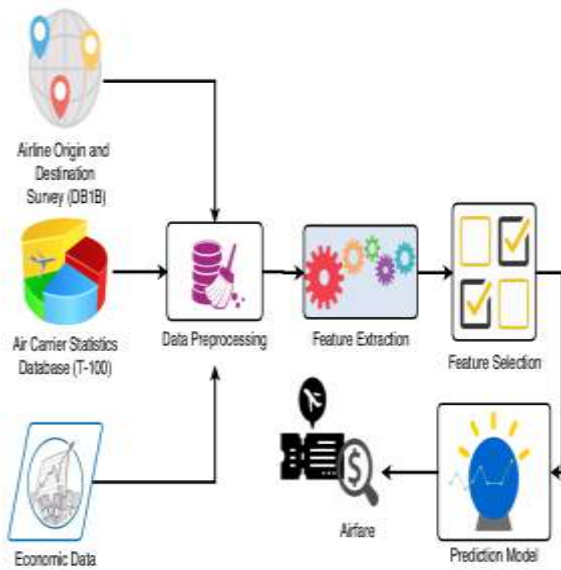 Airline Origin and
Destination
Survey (DB1B)
Air Carrier Statistics
Database (T-100)
Data Preprocessing
Feature Extraction
Feature Selection
Economic Data
Airfare
Prediction Model